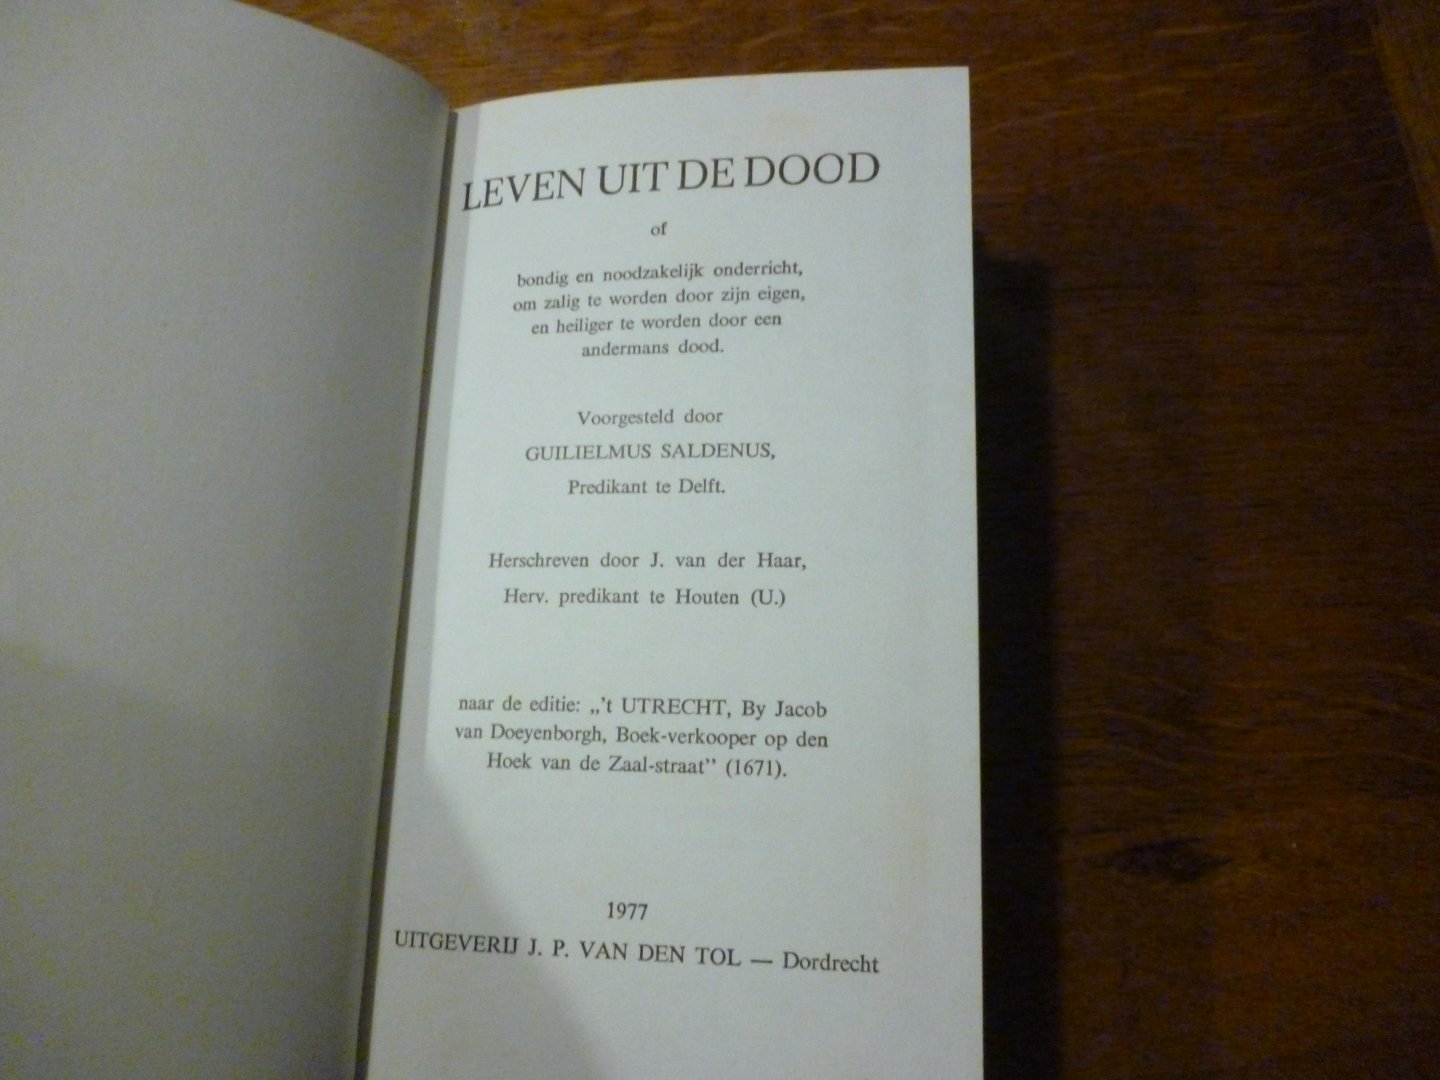 LEVEN UIT DE DOOD
of
bondig en noodzakelijk onderricht,
om zalig te worden door zijn eigen,
en heiliger te worden door een
andermans dood.
Voorgesteld door
GUILIELMUS SALDENUS,
Predikant te Delft.
Herschreven door J. van der Haar,
Herv. predikant te Houten (U.)
naar de editie: „'t UTRECHT, By Jacob
van Doeyenborgh, Boek-verkooper op den
Hoek van de Zaal-straat” (1671).
1977
UITGEVERIJ J. P. VAN DEN TOL — Dordrecht